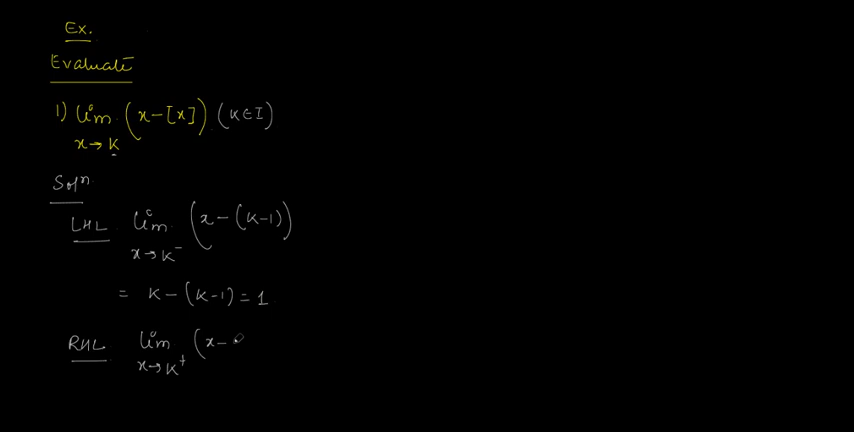 Ex.
Evaluate
1) lim (x-[x]) (K∈I)
x→K
Solⁿ
LHL lim (x-(K-1))
x→K⁻
= K-(K-1)=1
RHL lim (x-
x→K⁺